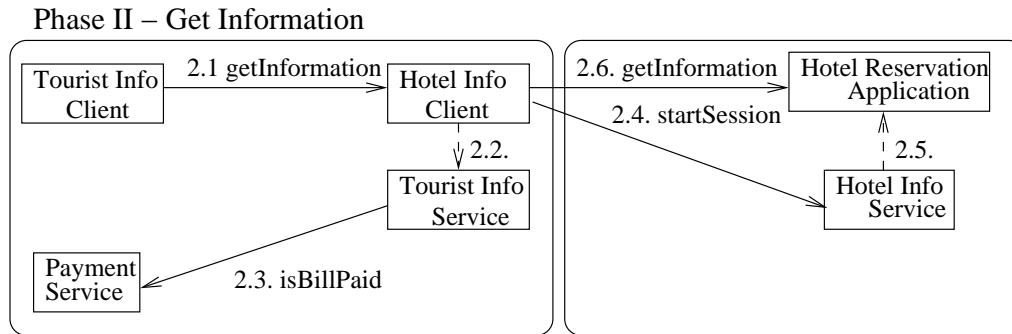 Phase II – Get Information
Tourist Info
Client
2.1 getInformation
Hotel Info
Client
2.6. getInformation
Hotel Reservation
Application
2.4. startSession
2.2.
2.5.
Tourist Info
Service
Hotel Info
Service
Payment
Service
2.3. isBillPaid